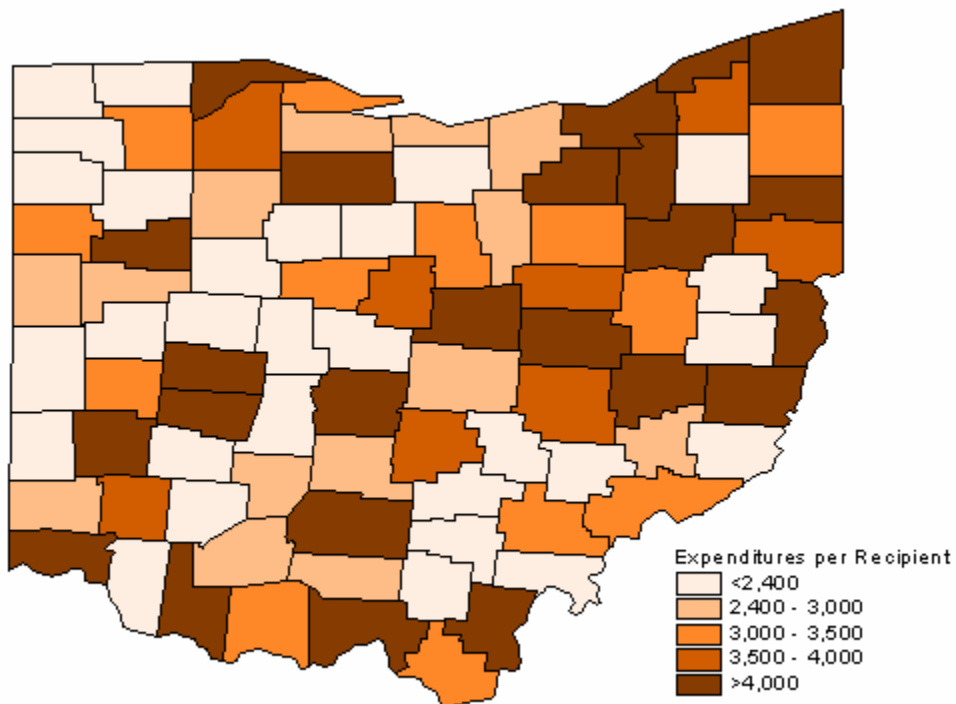 Expenditures per Recipient
<2,400
2,400 - 3,000
3,000 - 3,500
3,500 - 4,000
>4,000